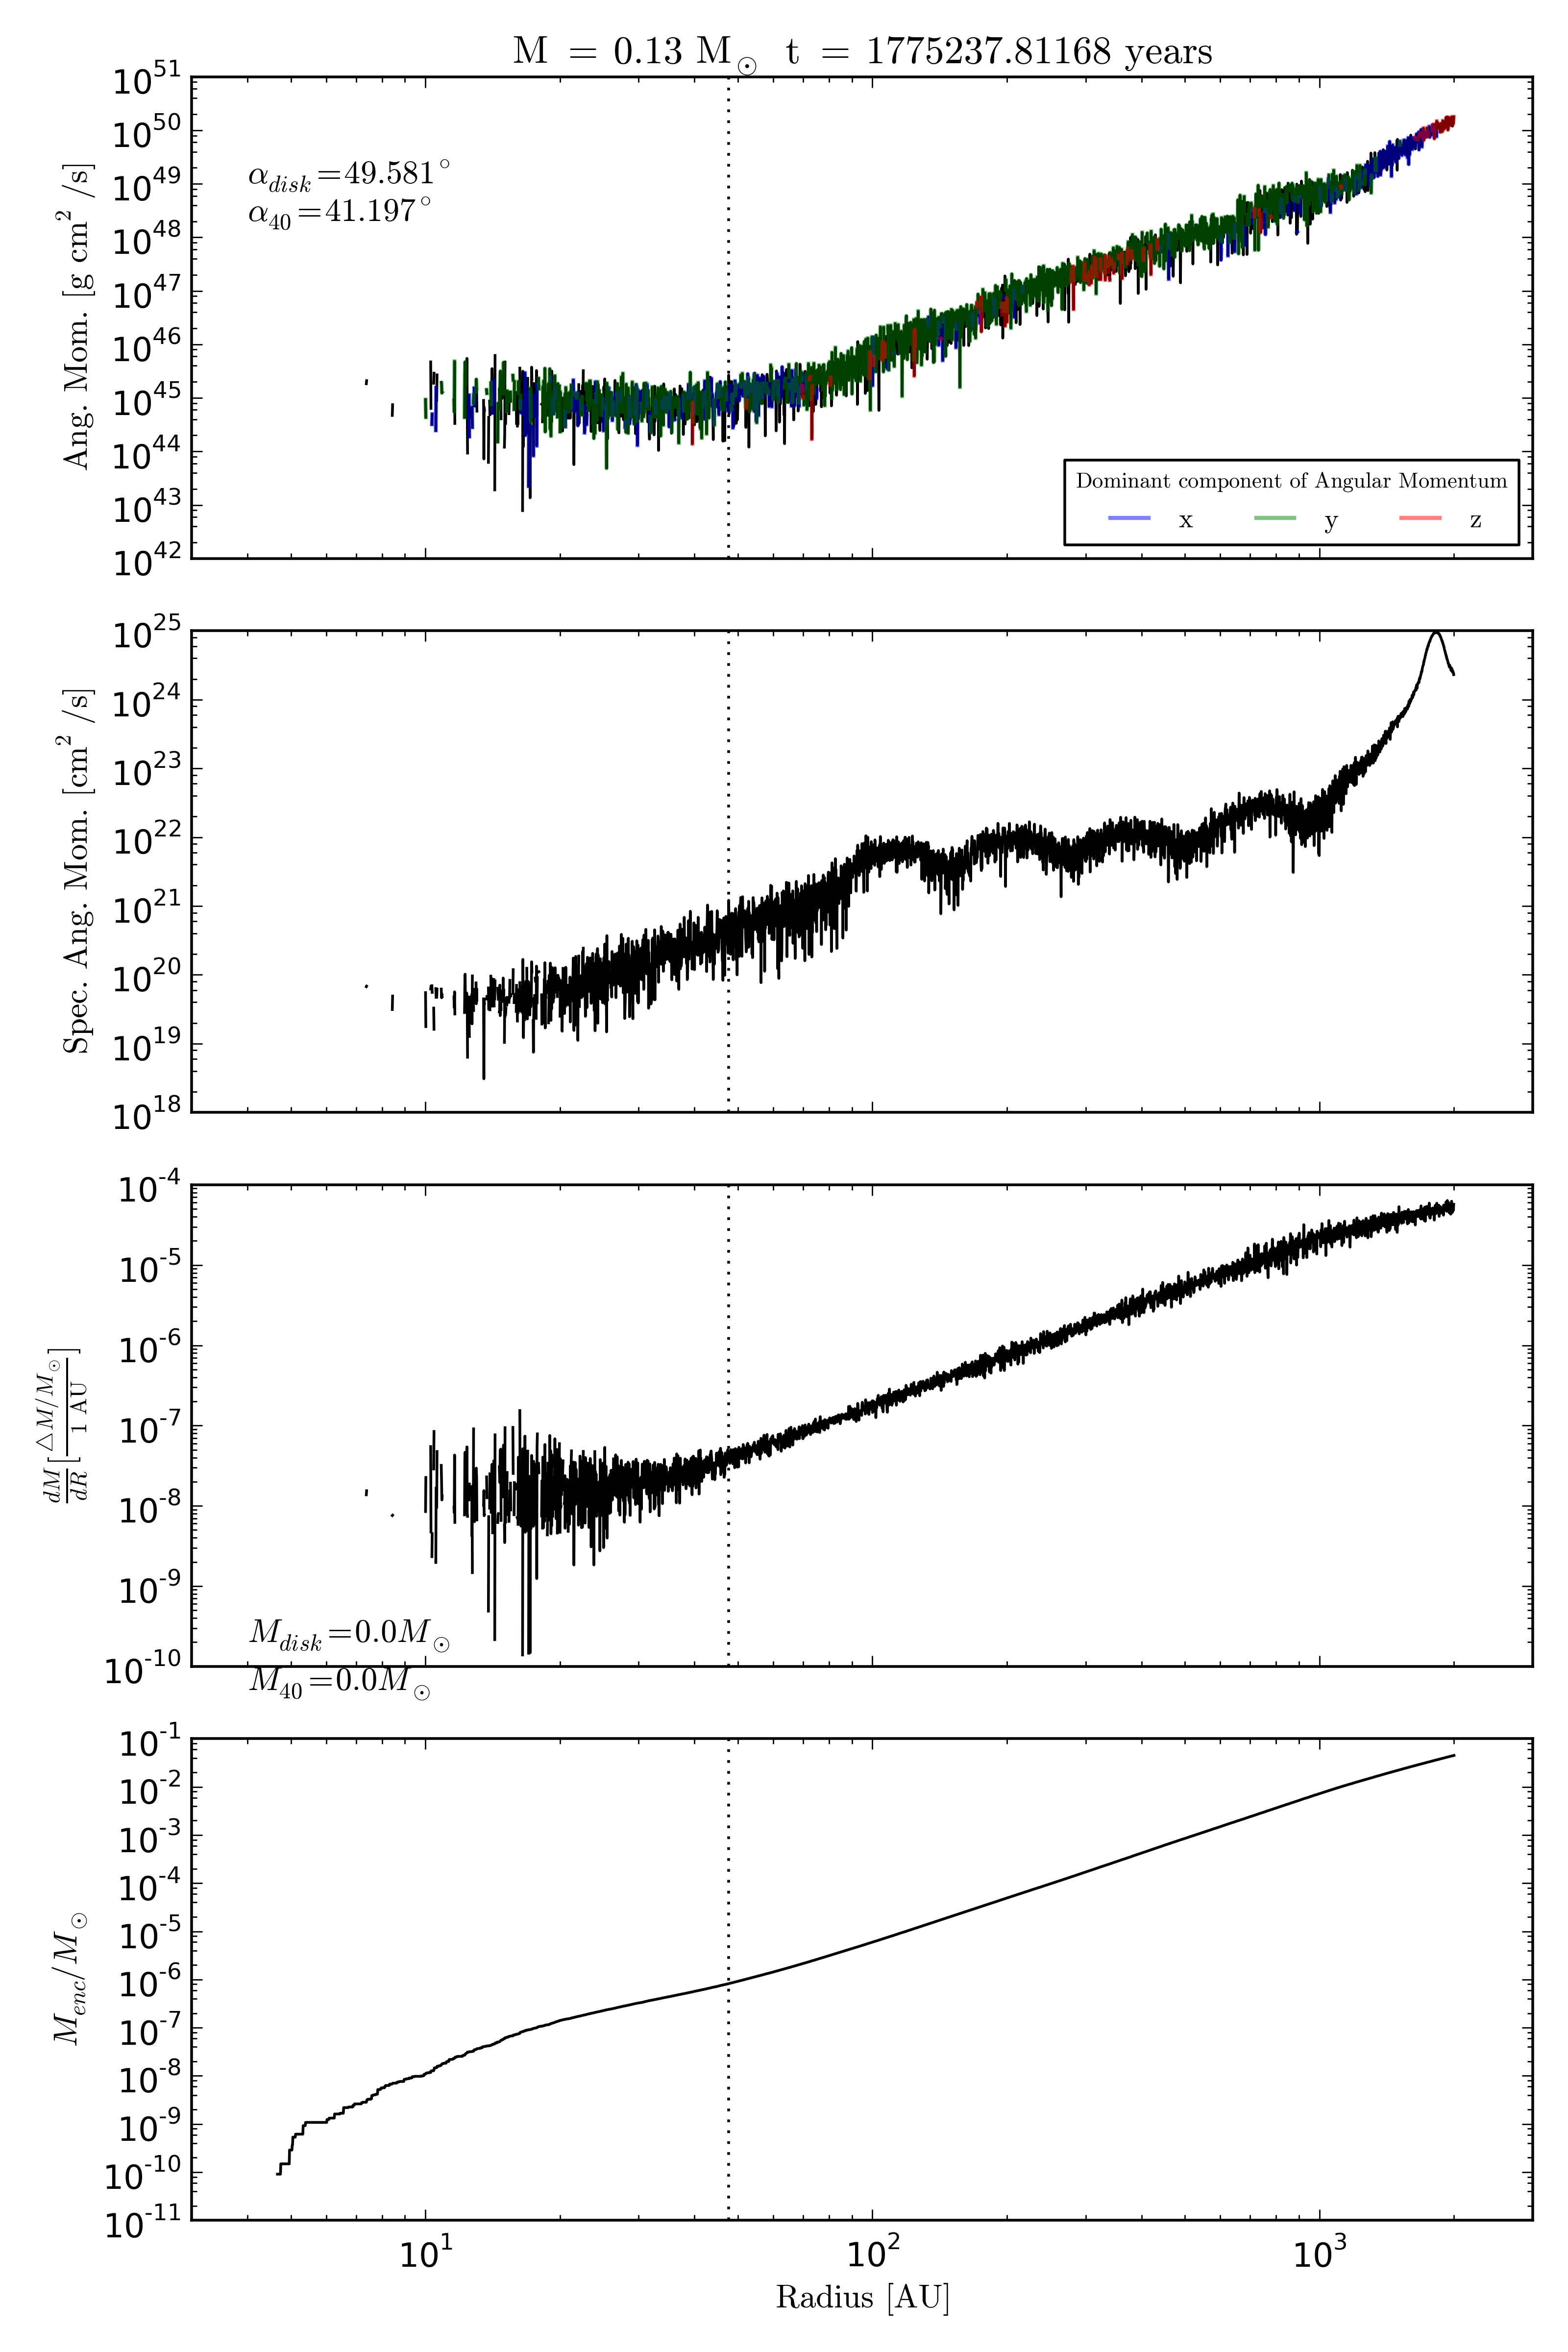 M = 0.13 M⊙ t = 1775237.81168 years
10^51
10^50
10^49
10^48
10^47
10^46
10^45
10^44
10^43
10^42
Ang. Mom. [g cm^2 /s]
α_disk = 49.581°
α_40 = 41.197°
Dominant component of Angular Momentum
x y z
10^25
10^24
10^23
10^22
10^21
10^20
10^19
10^18
Spec. Ang. Mom. [cm^2 /s]
10^-4
10^-5
10^-6
10^-7
10^-8
10^-9
10^-10
dM/dR [△M/M⊙ / 1 AU]
M_disk = 0.0M⊙
M_40 = 0.0M⊙
10^-1
10^-2
10^-3
10^-4
10^-5
10^-6
10^-7
10^-8
10^-9
10^-10
10^-11
M_enc/M⊙
10^1 10^2 10^3
Radius [AU]